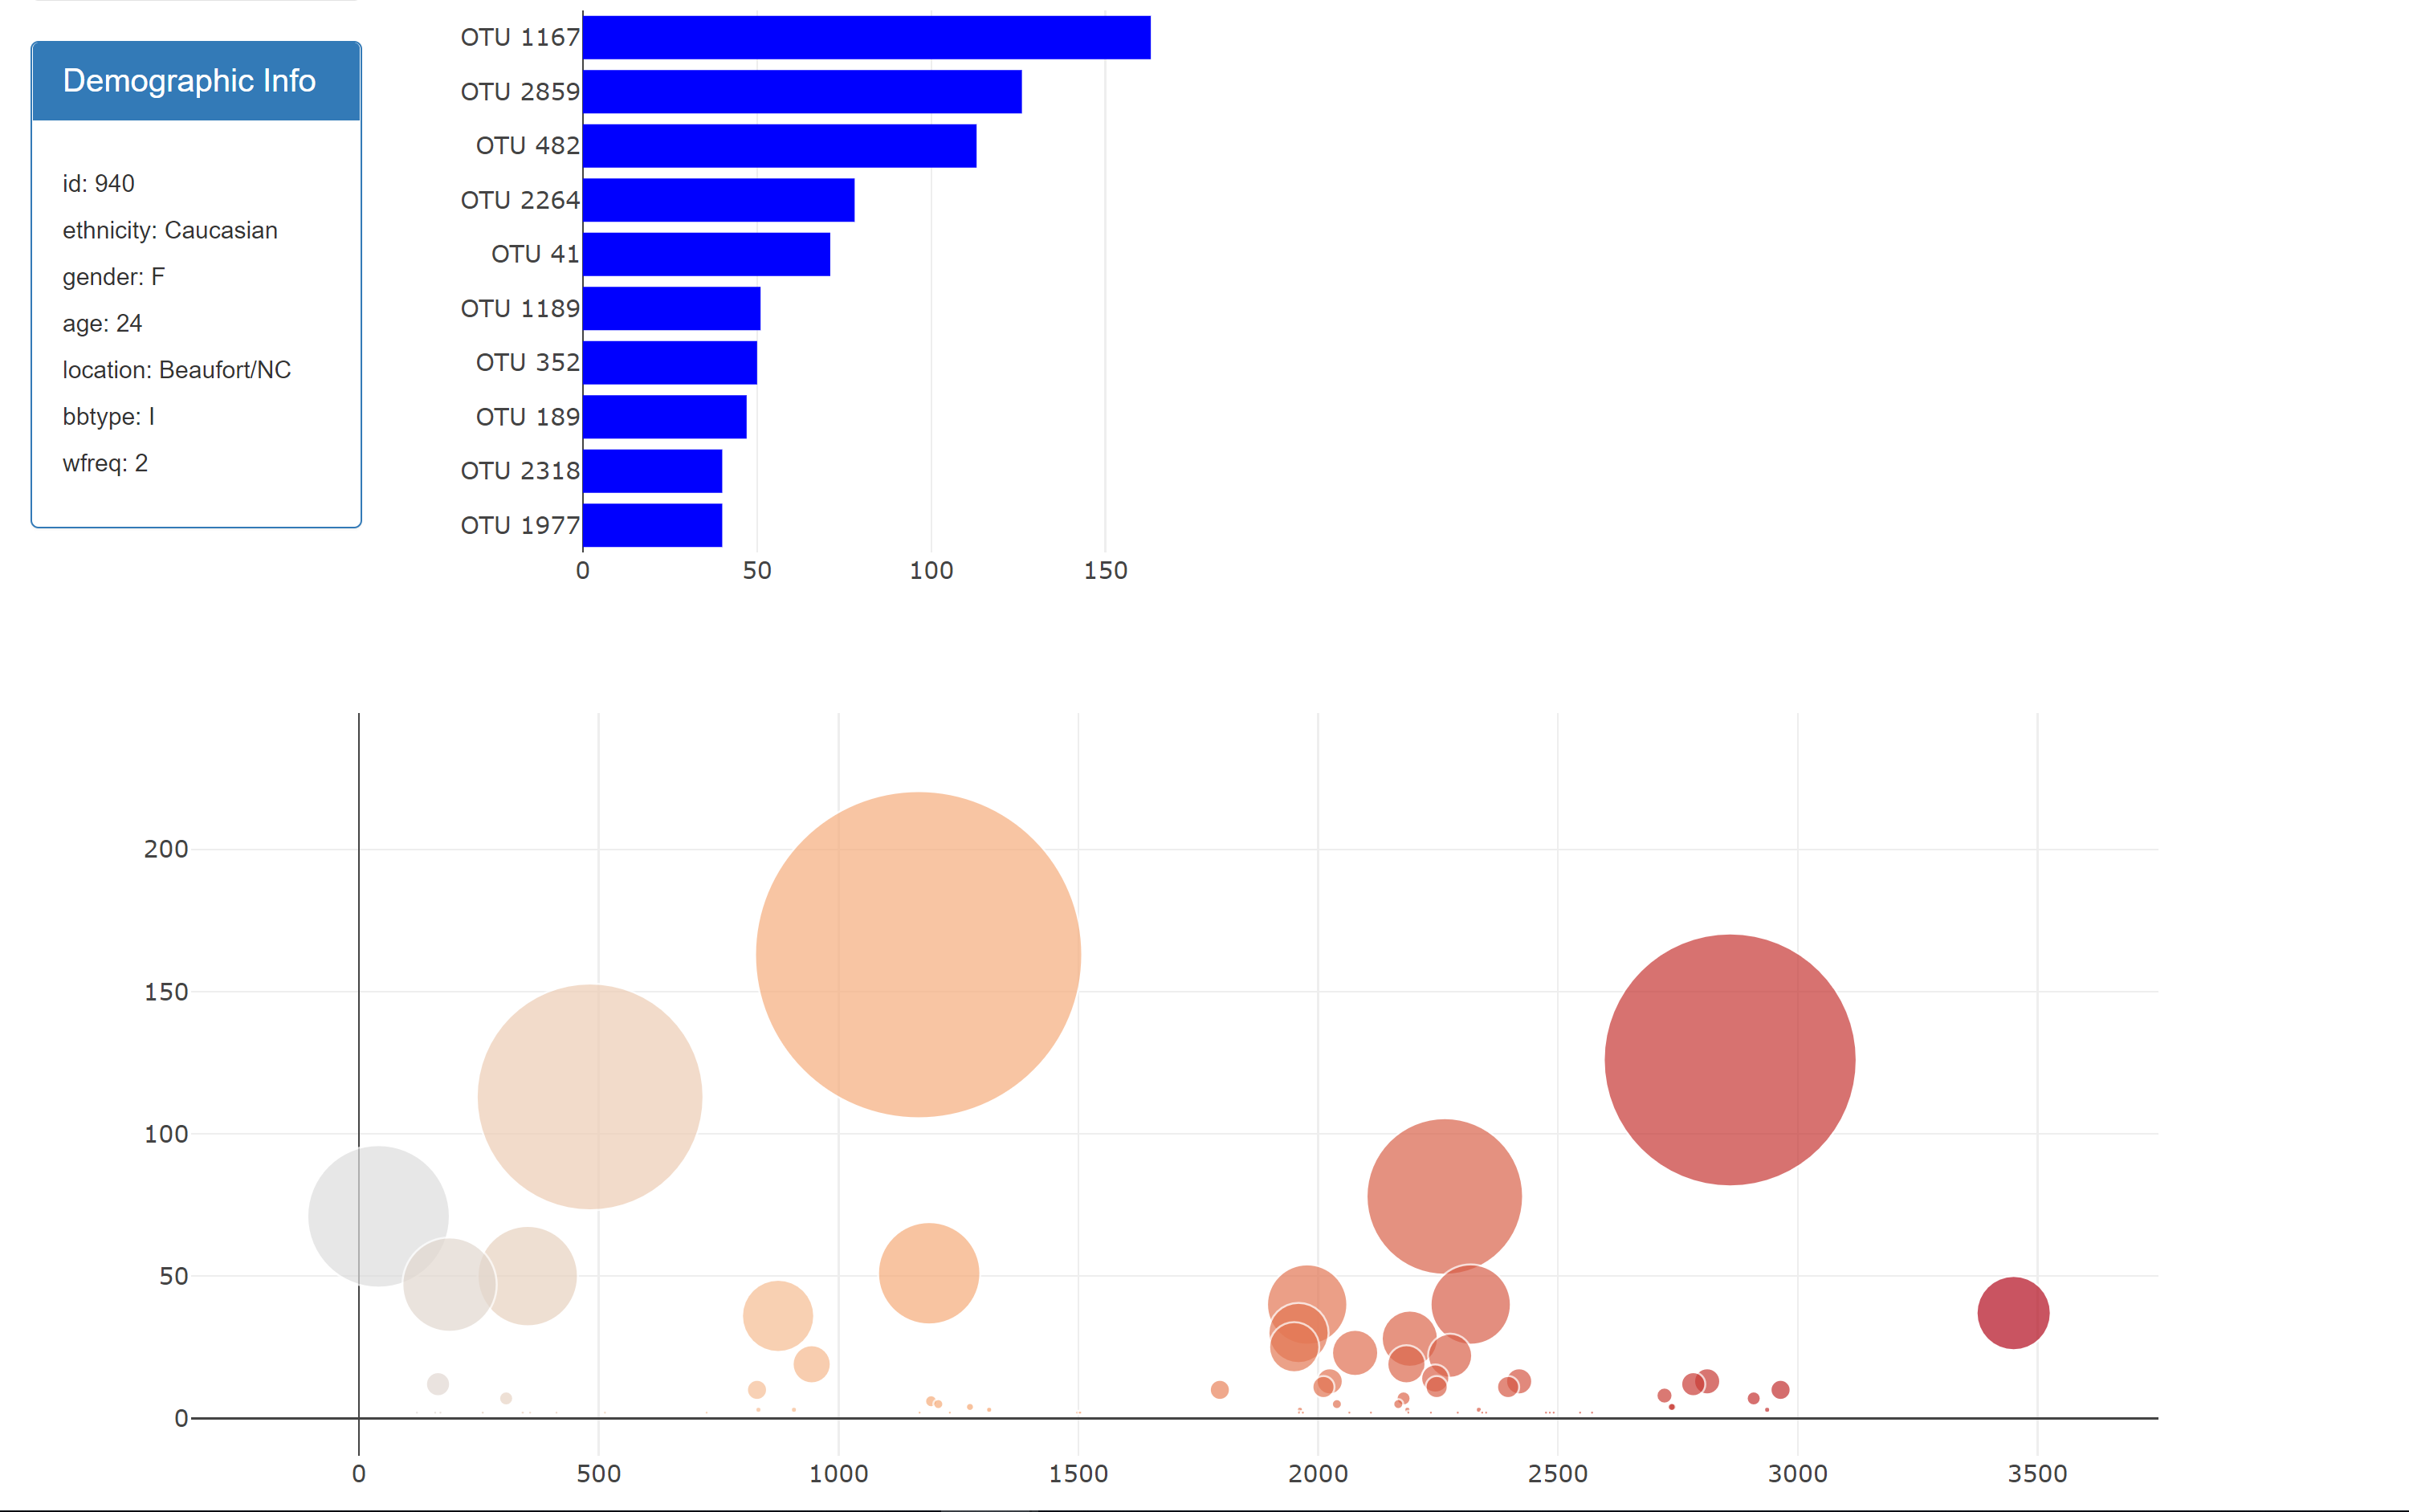 Demographic Info
id: 940
ethnicity: Caucasian
gender: F
age: 24
location: Beaufort/NC
bbtype: I
wfreq: 2
OTU 1167
OTU 2859
OTU 482
OTU 2264
OTU 41
OTU 1189
OTU 352
OTU 189
OTU 2318
OTU 1977
0 50 100 150
200
150
100
50
0
0 500 1000 1500 2000 2500 3000 3500